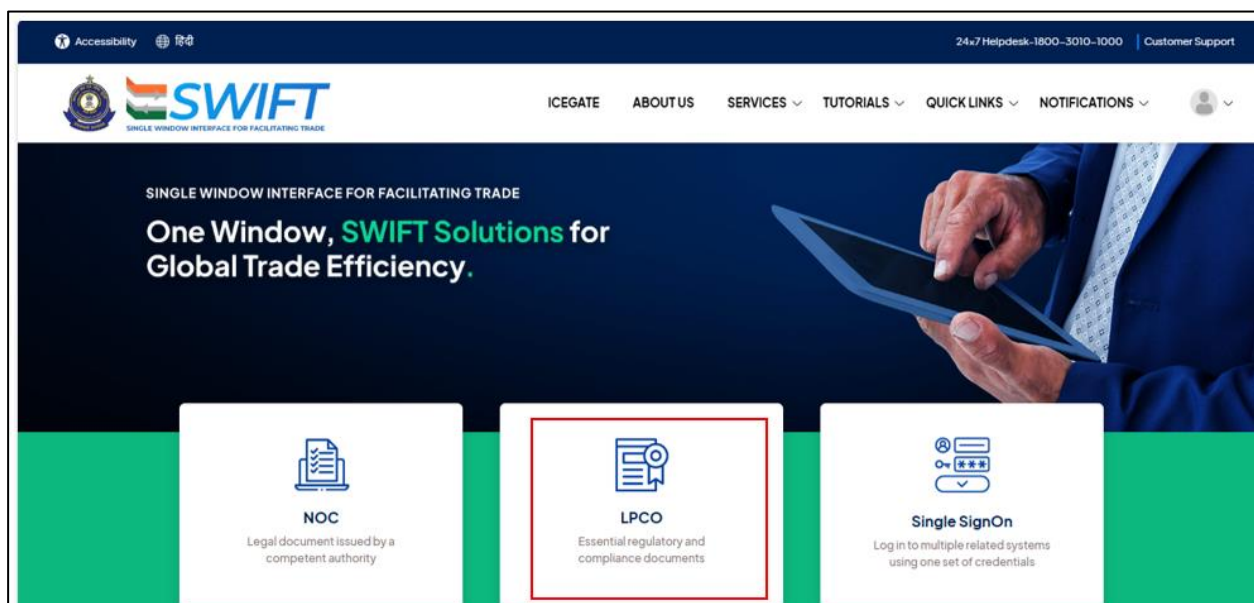 Accessibility हिंदी 24x7 Helpdesk-1800-3010-1000 Customer Support
SWIFT
SINGLE WINDOW INTERFACE FOR FACILITATING TRADE
ICEGATE ABOUT US SERVICES TUTORIALS QUICK LINKS NOTIFICATIONS
SINGLE WINDOW INTERFACE FOR FACILITATING TRADE
One Window, SWIFT Solutions for
Global Trade Efficiency.
NOC
Legal document issued by a
competent authority
LPCO
Essential regulatory and
compliance documents
Single SignOn
Log in to multiple related systems
using one set of credentials